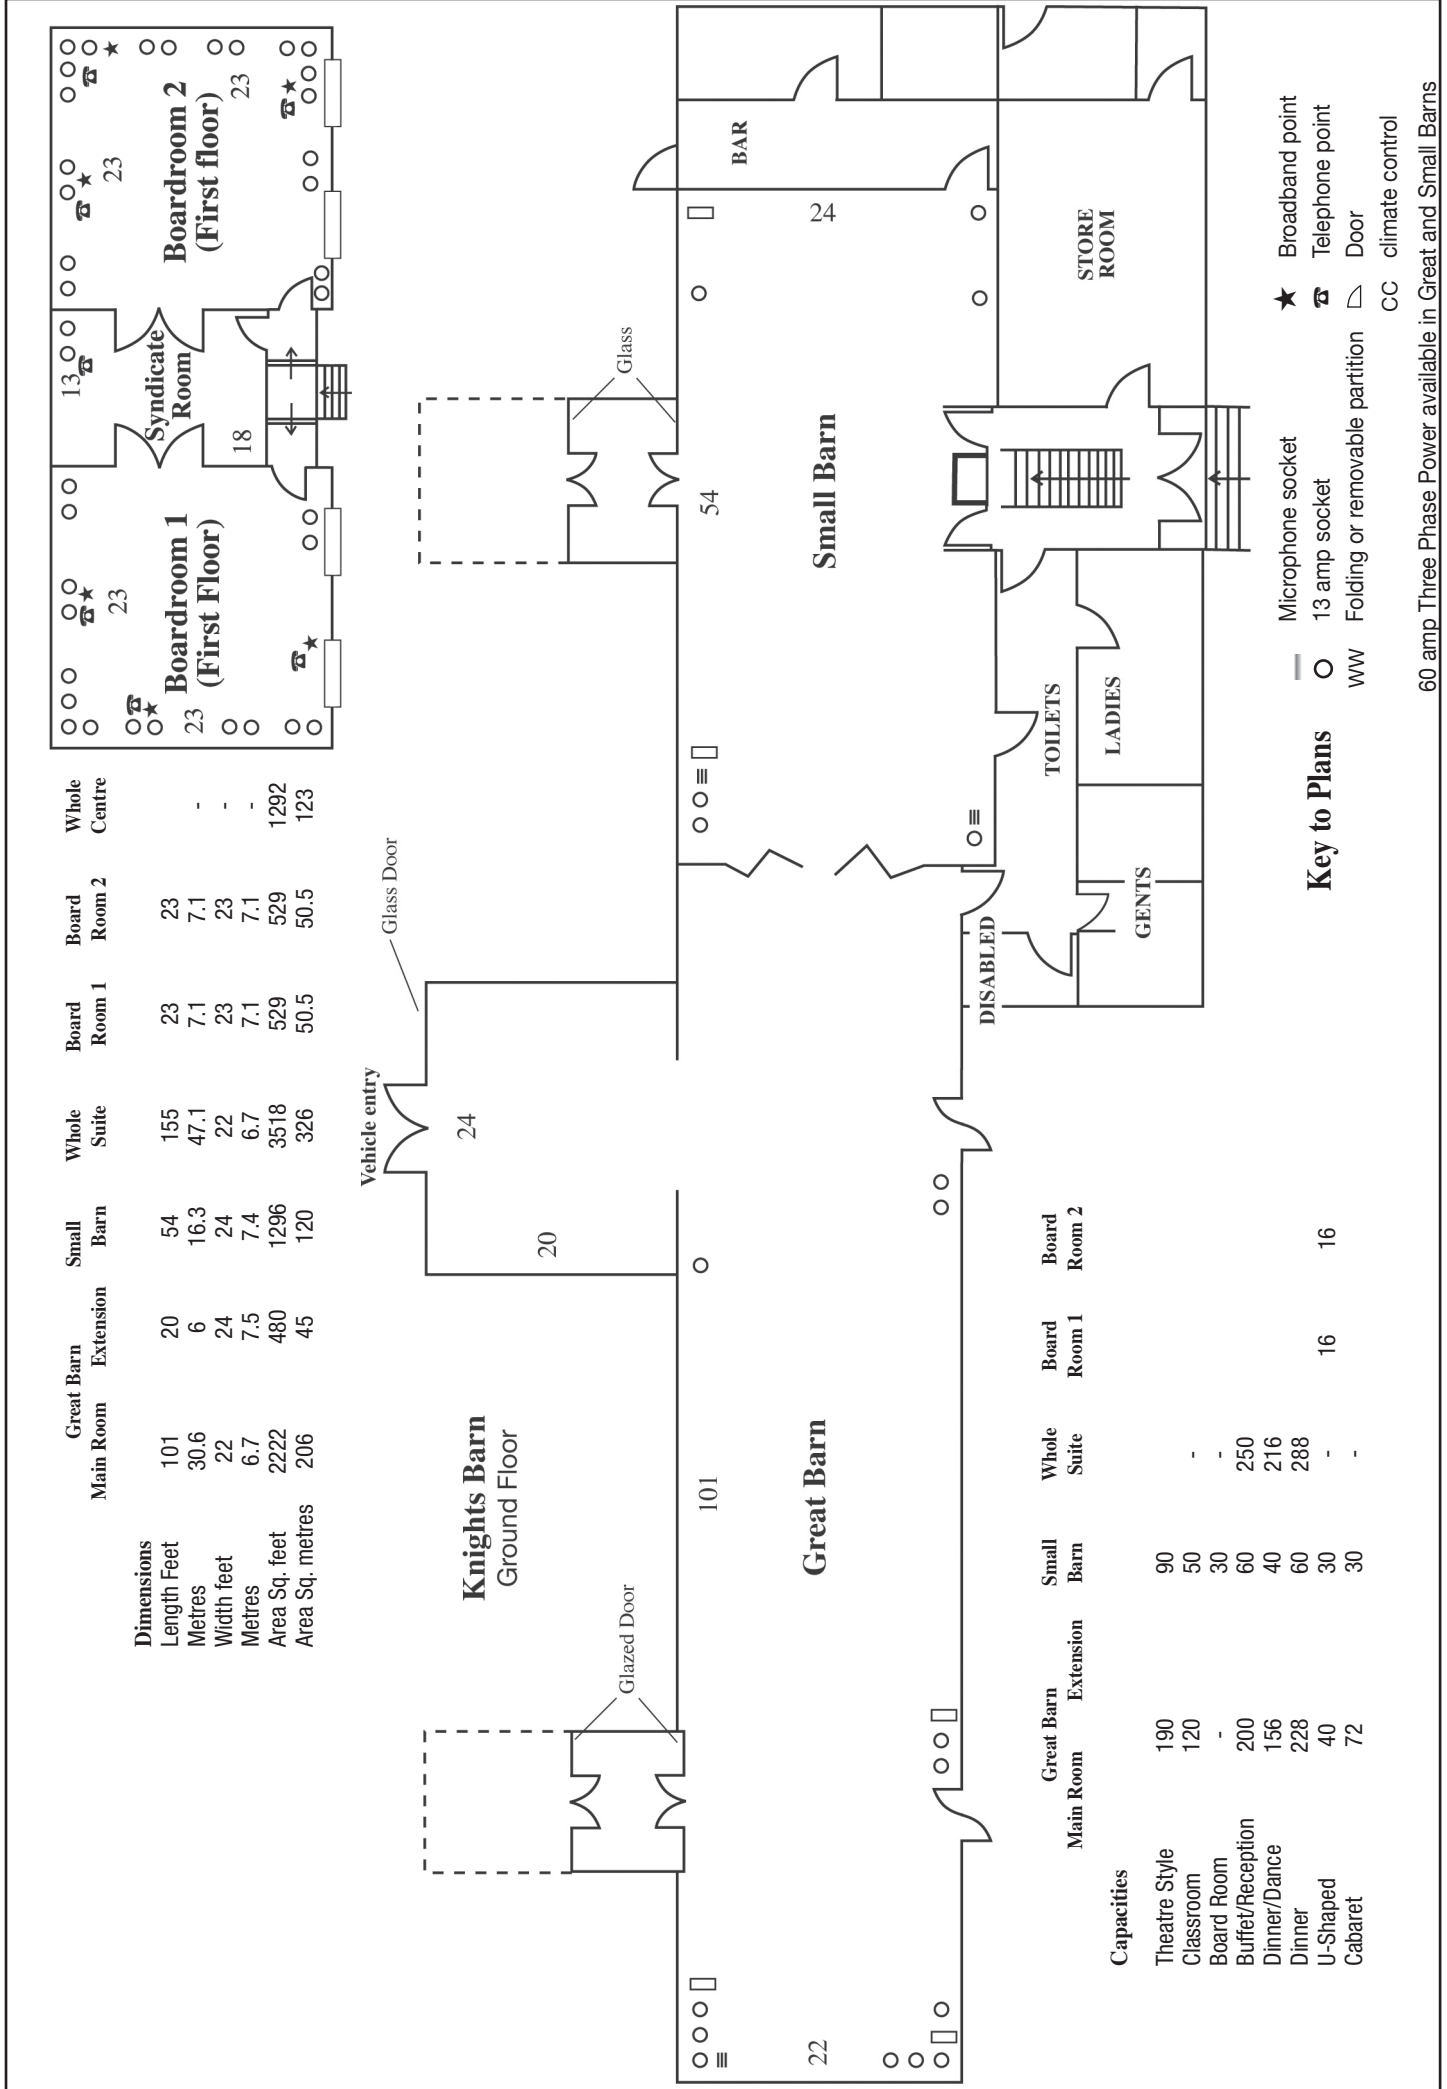 Great Barn Small Whole Board Board Whole
Main Room Extension Barn Suite Room 1 Room 2 Centre
Dimensions
Length Feet 101 20 54 155 23 23
Metres 30.6 6 16.3 47.1 7.1 7.1 -
Width feet 22 24 24 22 23 23 -
Metres 6.7 7.5 7.4 6.7 7.1 7.1 -
Area Sq. feet 2222 480 1296 3518 529 529 1292
Area Sq. metres 206 45 120 326 50.5 50.5 123
Boardroom 1
(First Floor)
23
23
Syndicate
Room
13
18
Boardroom 2
(First floor)
23
23
Knights Barn
Ground Floor
Vehicle entry
Glass Door
24
20
Glazed Door
Glass
101
Great Barn
22
54
Small Barn
24
BAR
STORE
ROOM
DISABLED
TOILETS
LADIES
GENTS
Great Barn Small Whole Board Board
Main Room Extension Barn Suite Room 1 Room 2
Capacities
Theatre Style 190 90
Classroom 120 50 -
Board Room - 30 -
Buffet/Reception 200 60 250
Dinner/Dance 156 40 216
Dinner 228 60 288
U-Shaped 40 30 - 16 16
Cabaret 72 30 -
Key to Plans
Microphone socket
13 amp socket
WW Folding or removable partition
Broadband point
Telephone point
Door
CC climate control
60 amp Three Phase Power available in Great and Small Barns